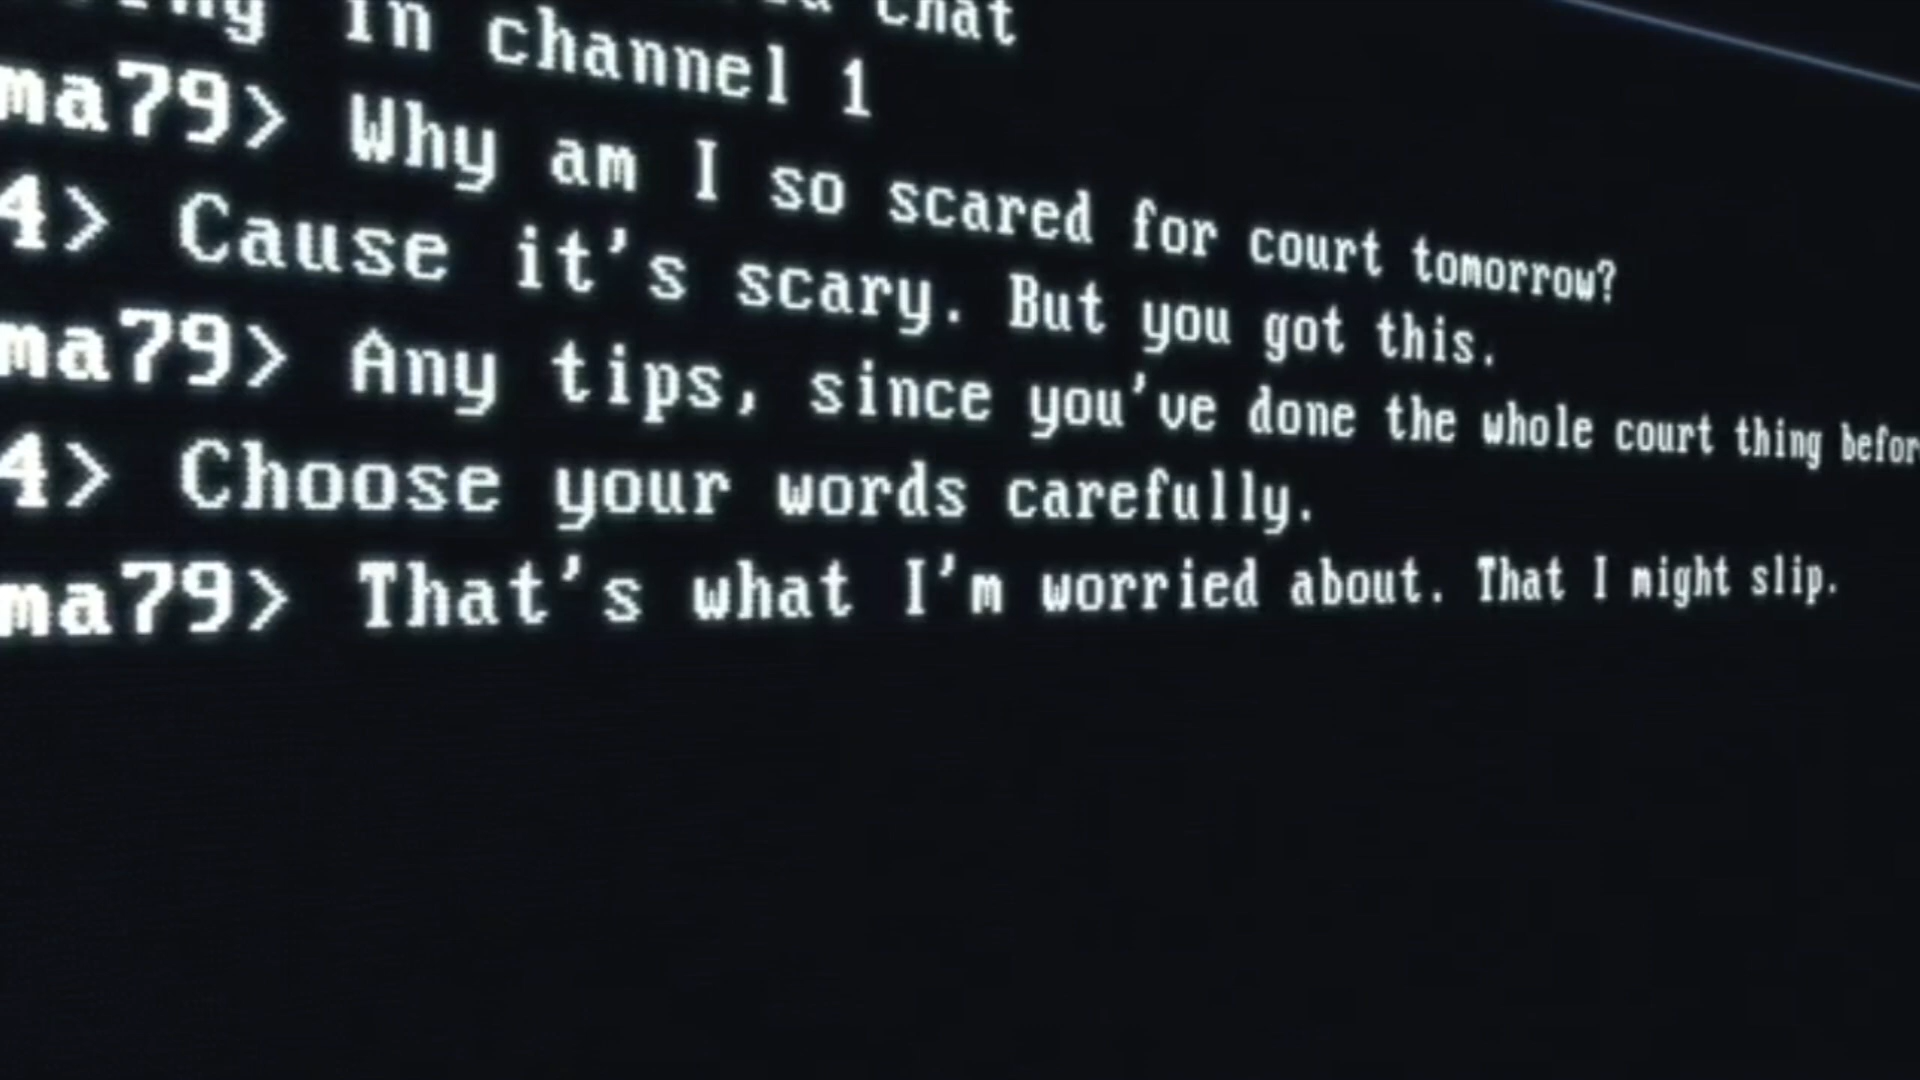 chat
in channel 1
ma79> Why am I so scared for court tomorrow?
4> Cause it's scary. But you got this.
ma79> Any tips, since you've done the whole court thing befor
4> Choose your words carefully.
ma79> That's what I'm worried about. That I might slip.